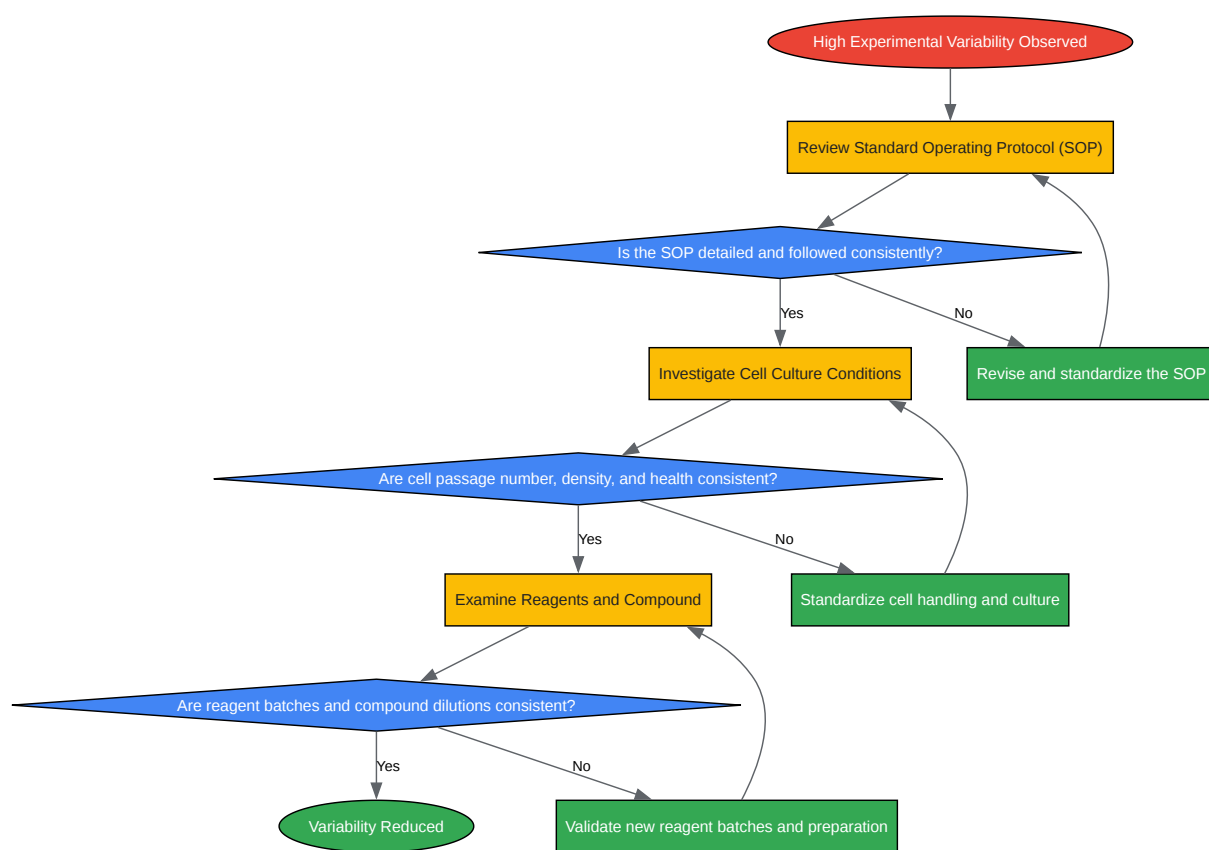 High Experimental Variability Observed
Review Standard Operating Protocol (SOP)
Is the SOP detailed and followed consistently?
Yes
No
Investigate Cell Culture Conditions
Revise and standardize the SOP
Are cell passage number, density, and health consistent?
Yes
No
Examine Reagents and Compound
Standardize cell handling and culture
Are reagent batches and compound dilutions consistent?
Yes
No
Variability Reduced
Validate new reagent batches and preparation